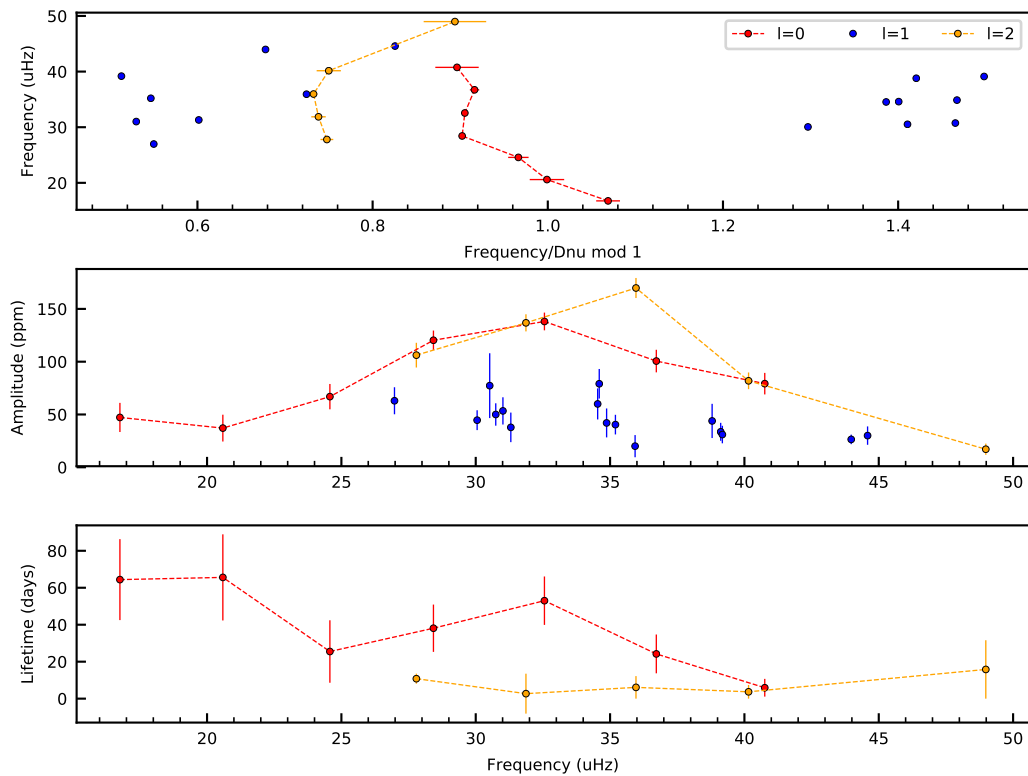 50
40
30
20
Frequency (uHz)
l=0 l=1 l=2
0.6 0.8 1.0 1.2 1.4
Frequency/Dnu mod 1
150
100
50
0
Amplitude (ppm)
20 25 30 35 40 45 50
80
60
40
20
0
Lifetime (days)
20 25 30 35 40 45 50
Frequency (uHz)